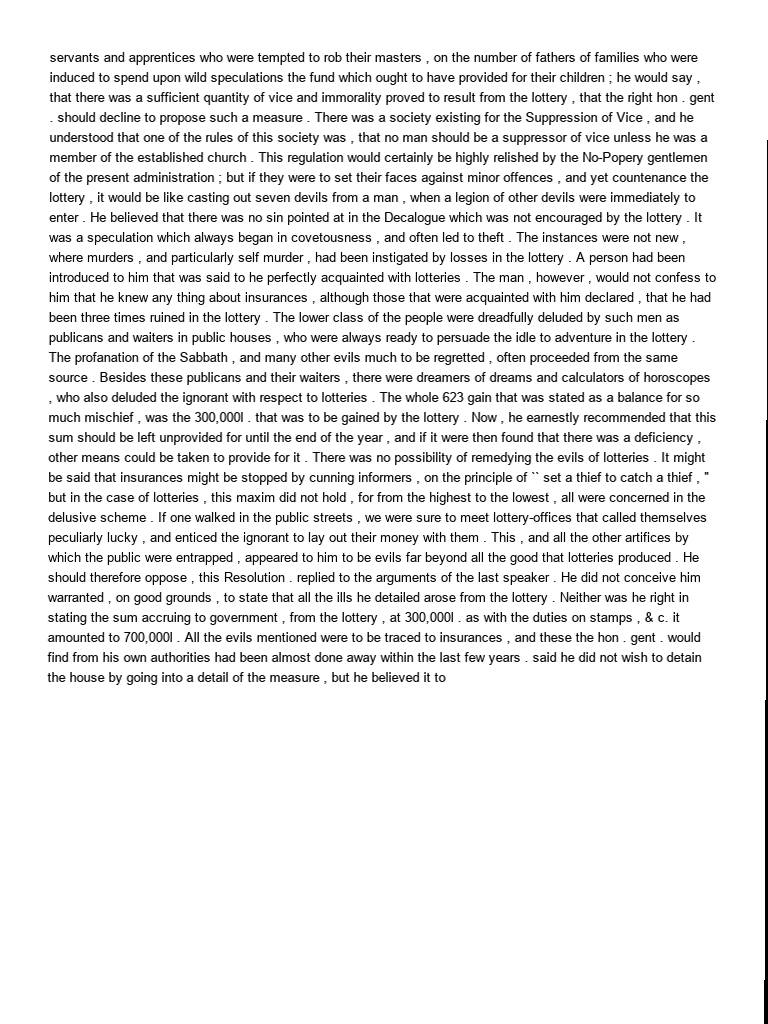 servants and apprentices who were tempted to rob their masters , on the number of fathers of families who were
induced to spend upon wild speculations the fund which ought to have provided for their children ; he would say ,
that there was a sufficient quantity of vice and immorality proved to result from the lottery , that the right hon . gent
. should decline to propose such a measure . There was a society existing for the Suppression of Vice , and he
understood that one of the rules of this society was , that no man should be a suppressor of vice unless he was a
member of the established church . This regulation would certainly be highly relished by the No-Popery gentlemen
of the present administration ; but if they were to set their faces against minor offences , and yet countenance the
lottery , it would be like casting out seven devils from a man , when a legion of other devils were immediately to
enter . He believed that there was no sin pointed at in the Decalogue which was not encouraged by the lottery . It
was a speculation which always began in covetousness , and often led to theft . The instances were not new ,
where murders , and particularly self murder , had been instigated by losses in the lottery . A person had been
introduced to him that was said to he perfectly acquainted with lotteries . The man , however , would not confess to
him that he knew any thing about insurances , although those that were acquainted with him declared , that he had
been three times ruined in the lottery . The lower class of the people were dreadfully deluded by such men as
publicans and waiters in public houses , who were always ready to persuade the idle to adventure in the lottery .
The profanation of the Sabbath , and many other evils much to be regretted , often proceeded from the same
source . Besides these publicans and their waiters , there were dreamers of dreams and calculators of horoscopes
, who also deluded the ignorant with respect to lotteries . The whole 623 gain that was stated as a balance for so
much mischief , was the 300,000l . that was to be gained by the lottery . Now , he earnestly recommended that this
sum should be left unprovided for until the end of the year , and if it were then found that there was a deficiency ,
other means could be taken to provide for it . There was no possibility of remedying the evils of lotteries . It might
be said that insurances might be stopped by cunning informers , on the principle of `` set a thief to catch a thief , "
but in the case of lotteries , this maxim did not hold , for from the highest to the lowest , all were concerned in the
delusive scheme . If one walked in the public streets , we were sure to meet lottery-offices that called themselves
peculiarly lucky , and enticed the ignorant to lay out their money with them . This , and all the other artifices by
which the public were entrapped , appeared to him to be evils far beyond all the good that lotteries produced . He
should therefore oppose , this Resolution . replied to the arguments of the last speaker . He did not conceive him
warranted , on good grounds , to state that all the ills he detailed arose from the lottery . Neither was he right in
stating the sum accruing to government , from the lottery , at 300,000l . as with the duties on stamps , & c. it
amounted to 700,000l . All the evils mentioned were to be traced to insurances , and these the hon . gent . would
find from his own authorities had been almost done away within the last few years . said he did not wish to detain
the house by going into a detail of the measure , but he believed it to